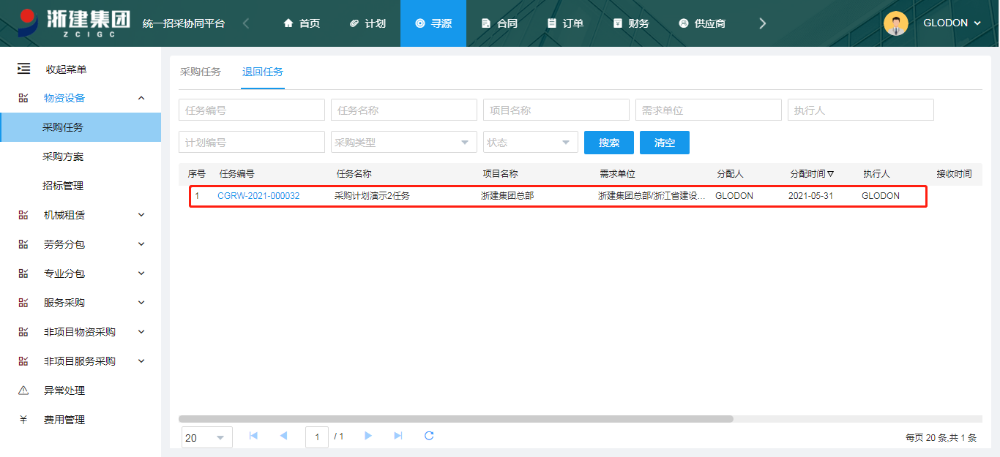 浙建集团 统一招采协同平台 首页 计划 寻源 合同 订单 财务 供应商 GLODON
ZCIGC
收起菜单
物资设备
采购任务
采购方案
招标管理
机械租赁
劳务分包
专业分包
服务采购
非项目物资采购
非项目服务采购
异常处理
¥ 费用管理
采购任务 退回任务
任务编号 任务名称 项目名称 需求单位 执行人
计划编号 采购类型 状态 搜索 清空
序号 任务编号 任务名称 项目名称 需求单位 分配人 分配时间 执行人 接收时间
1 CGRW-2021-000032 采购计划演示2任务 浙建集团总部 浙建集团总部/浙江省建设... GLODON 2021-05-31 GLODON
20 1 / 1 每页 20 条,共 1 条